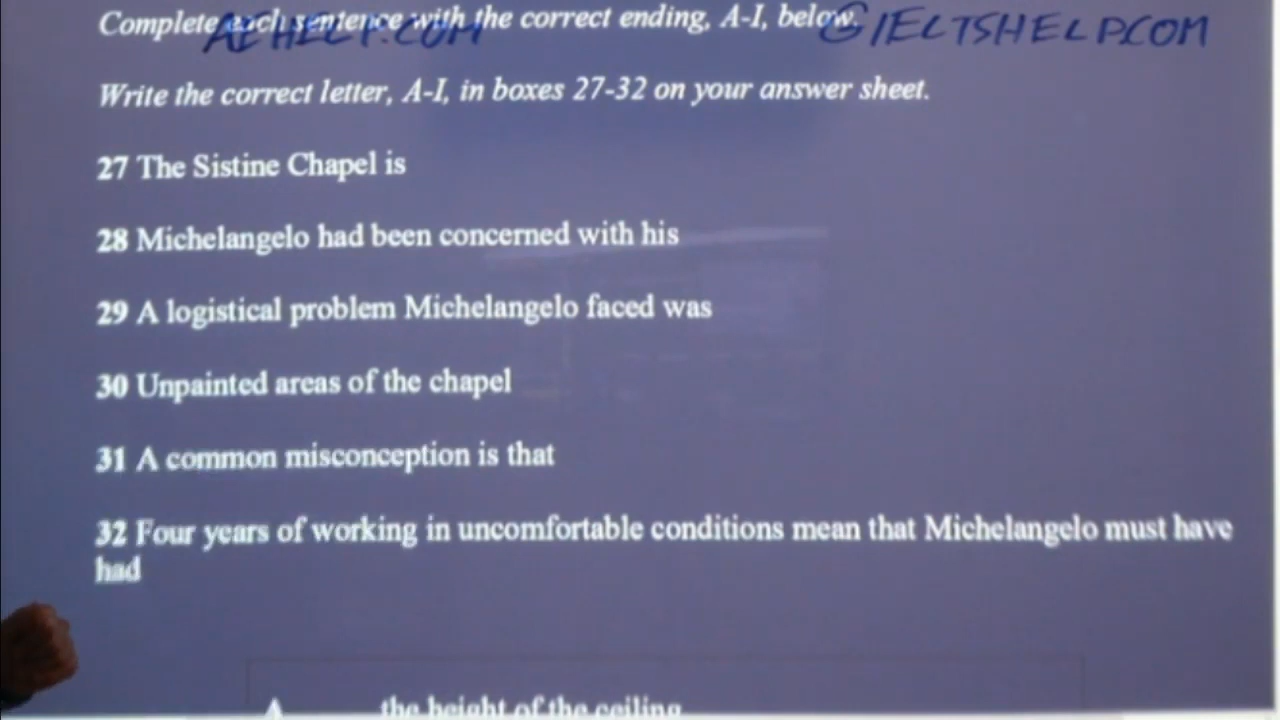 Complete each sentence with the correct ending, A-I, below.
AEHELP.COM
GIELTSHELP.COM
Write the correct letter, A-I, in boxes 27-32 on your answer sheet.
27 The Sistine Chapel is
28 Michelangelo had been concerned with his
29 A logistical problem Michelangelo faced was
30 Unpainted areas of the chapel
31 A common misconception is that
32 Four years of working in uncomfortable conditions mean that Michelangelo must have
had
A the height of the ceiling